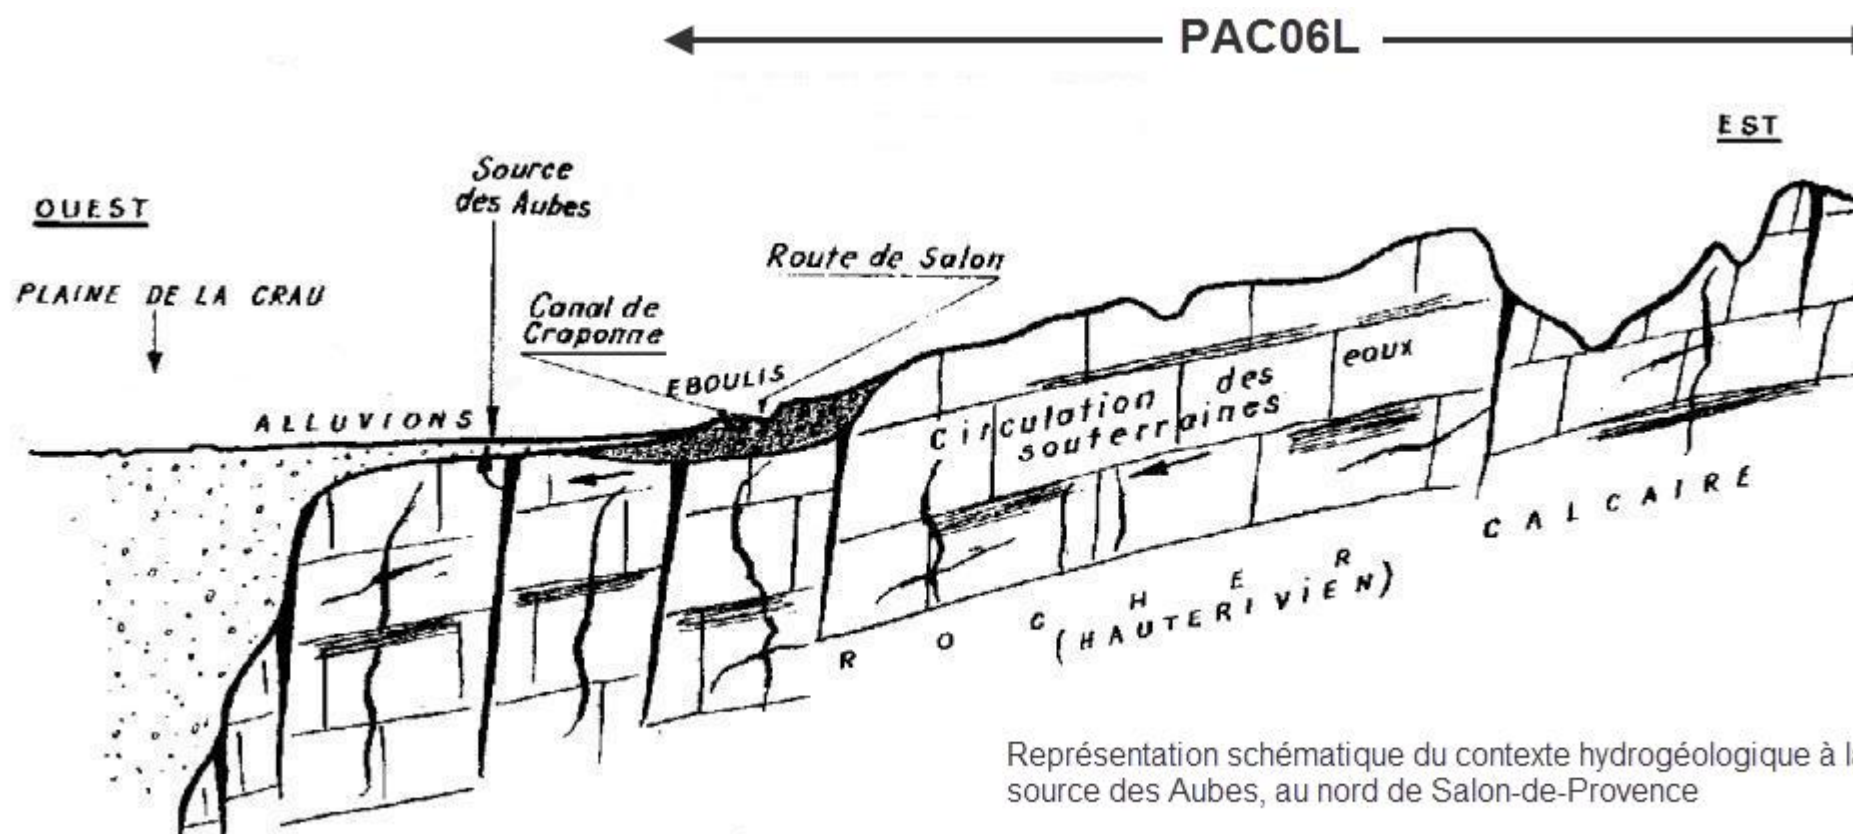 PAC06L
EST
Source
des Aubes
OUEST
Route de Salon
PLAINE DE LA CRAU
Canal de
Craponne
EBOULIS
ALLUVIONS
Circulation des eaux
souterraines
ROCHER CALCAIRE
(HAUTERIVIEN)
Représentation schématique du contexte hydrogéologique à l
source des Aubes, au nord de Salon-de-Provence